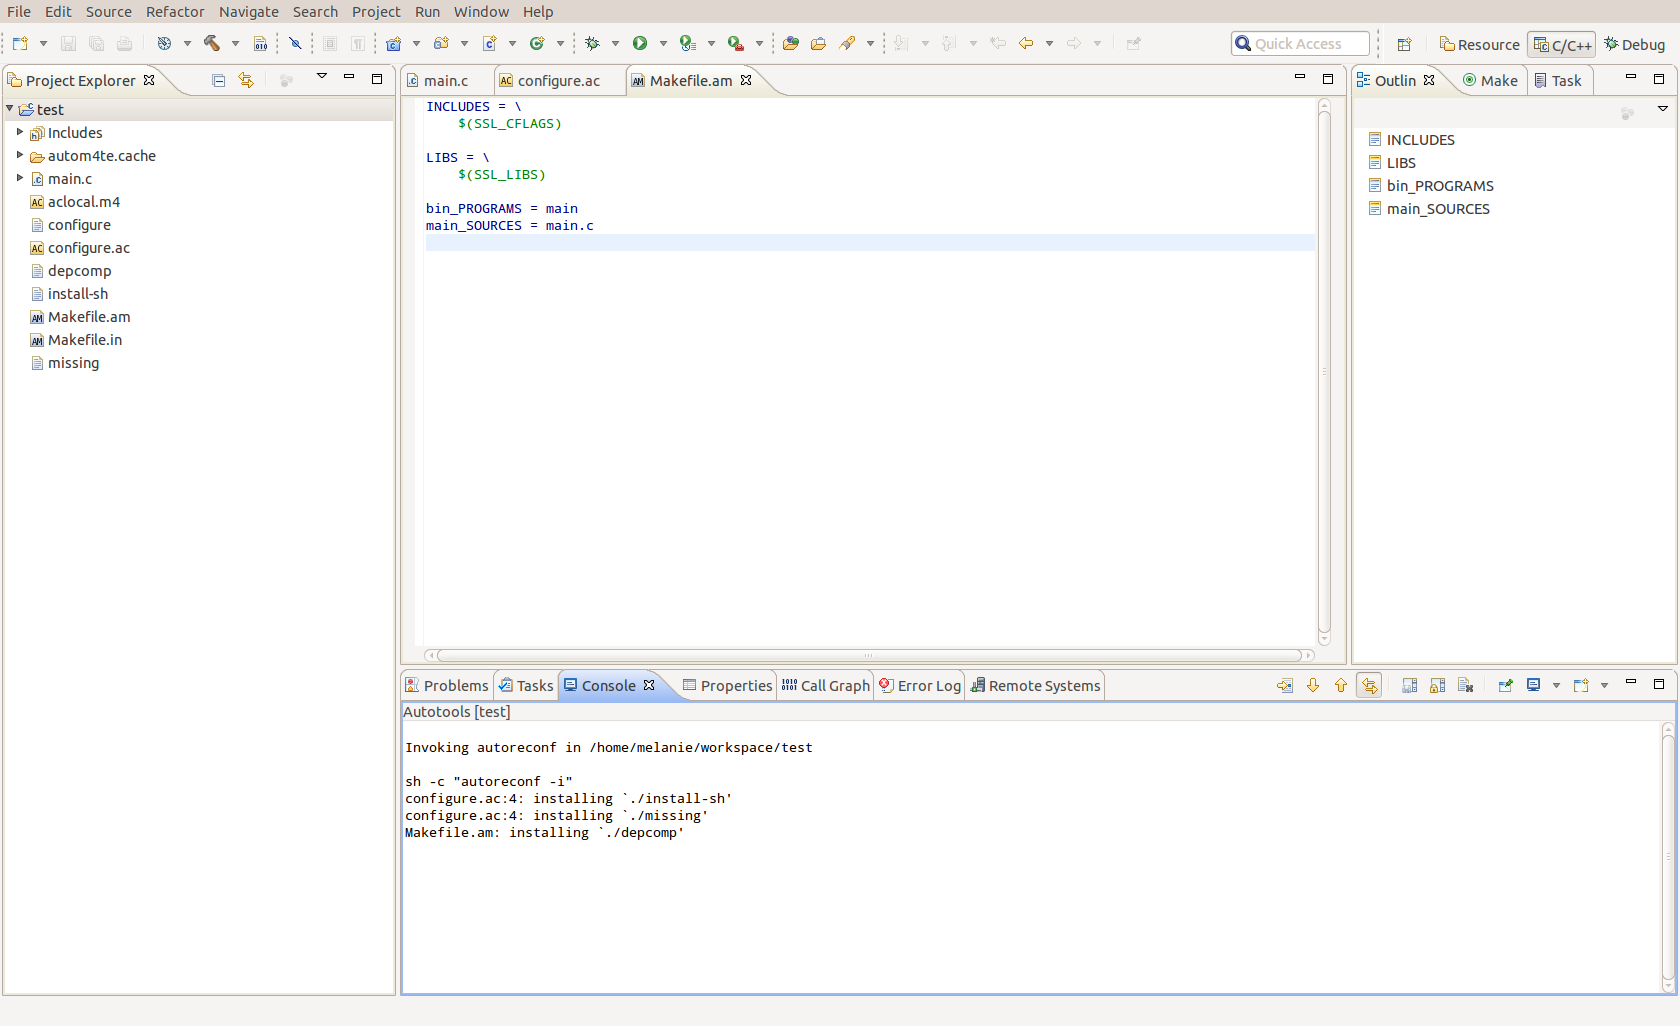 File Edit Source Refactor Navigate Search Project Run Window Help
Quick Access Resource C/C++ Debug
Project Explorer
test
Includes
autom4te.cache
main.c
aclocal.m4
configure
configure.ac
depcomp
install-sh
Makefile.am
Makefile.in
missing
main.c configure.ac Makefile.am
INCLUDES = \
$(SSL_CFLAGS)
LIBS = \
$(SSL_LIBS)
bin_PROGRAMS = main
main_SOURCES = main.c
Outlin Make Task
INCLUDES
LIBS
bin_PROGRAMS
main_SOURCES
Problems Tasks Console Properties Call Graph Error Log Remote Systems
Autotools [test]
Invoking autoreconf in /home/melanie/workspace/test
sh -c "autoreconf -i"
configure.ac:4: installing `./install-sh'
configure.ac:4: installing `./missing'
Makefile.am: installing `./depcomp'